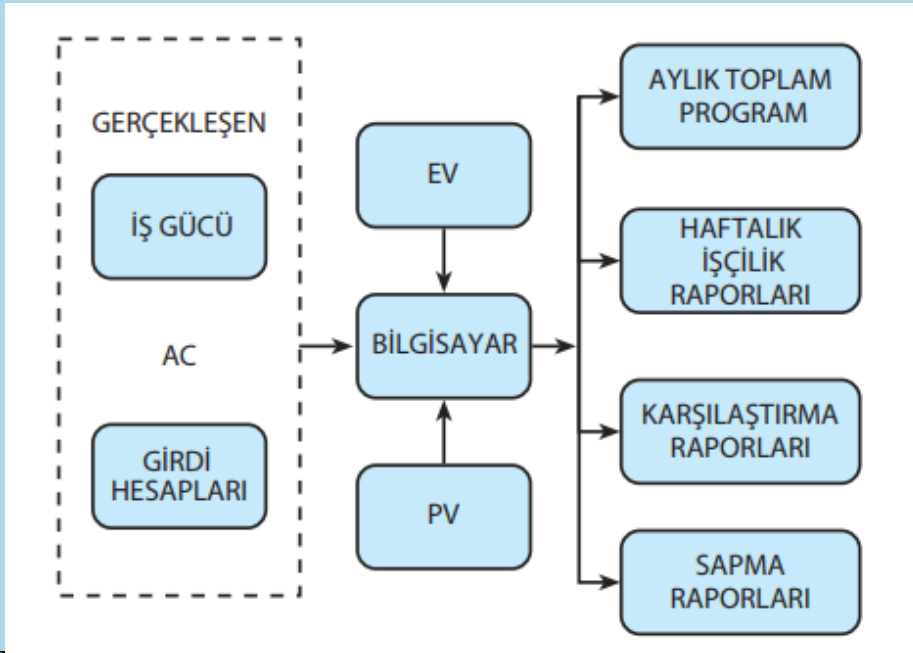 GERÇEKLEŞEN
İŞ GÜCÜ
AC
GİRDİ
HESAPLARI
EV
BİLGİSAYAR
PV
AYLIK TOPLAM
PROGRAM
HAFTALIK
İŞÇİLİK
RAPORLARI
KARŞILAŞTIRMA
RAPORLARI
SAPMA
RAPORLARI